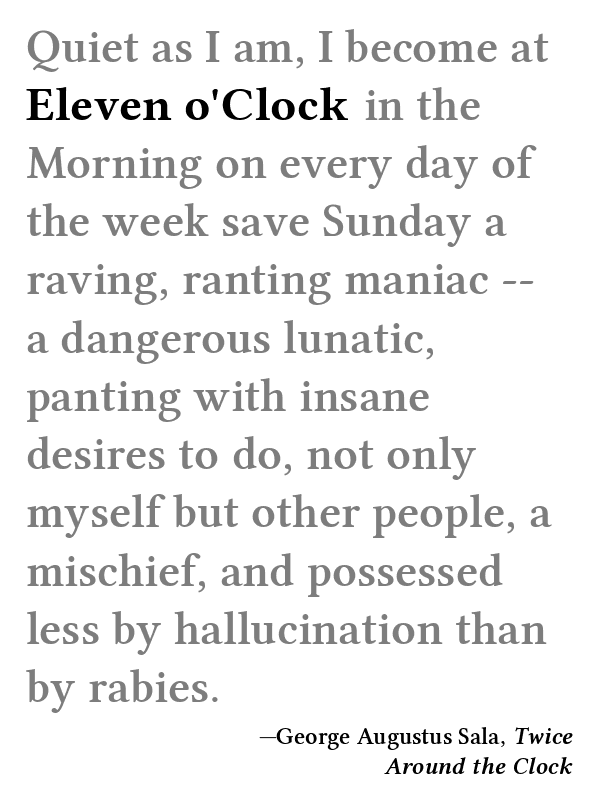 Quiet as I am, I become at
Eleven o'Clock in the
Morning on every day of
the week save Sunday a
raving, ranting maniac --
a dangerous lunatic,
panting with insane
desires to do, not only
myself but other people, a
mischief, and possessed
less by hallucination than
by rabies.
—George Augustus Sala, Twice
Around the Clock